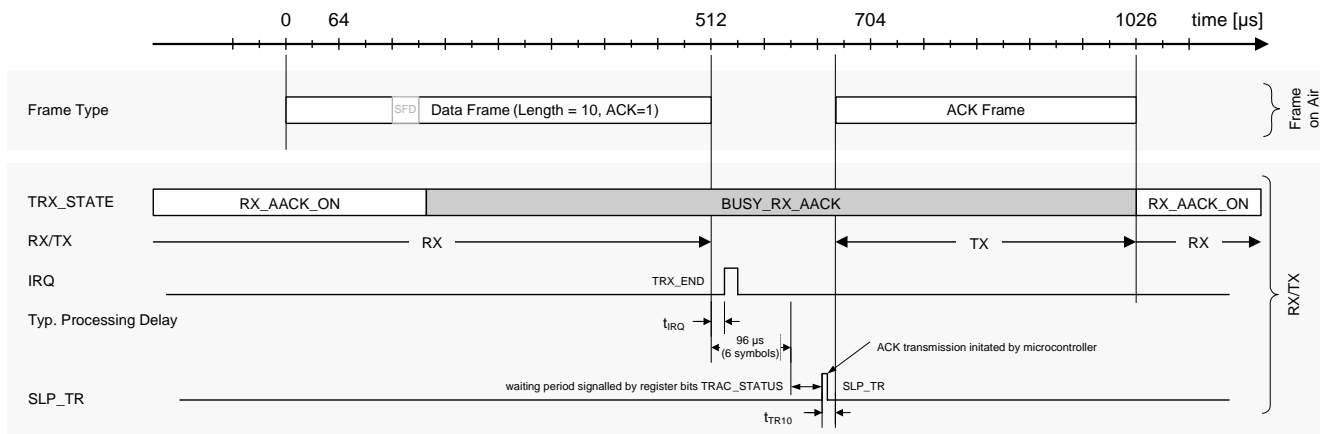 0 64 512 704 1026 time [µs]
Frame Type
SFD
Data Frame (Length = 10, ACK=1)
ACK Frame
Frame
on Air
TRX_STATE
RX_AACK_ON
BUSY_RX_AACK
RX_AACK_ON
RX/TX
RX
TX
RX
IRQ
TRX_END
RX/TX
Typ. Processing Delay
tIRQ
96 µs
(6 symbols)
ACK transmission initated by microcontroller
waiting period signalled by register bits TRAC_STATUS
SLP_TR
SLP_TR
tTR10